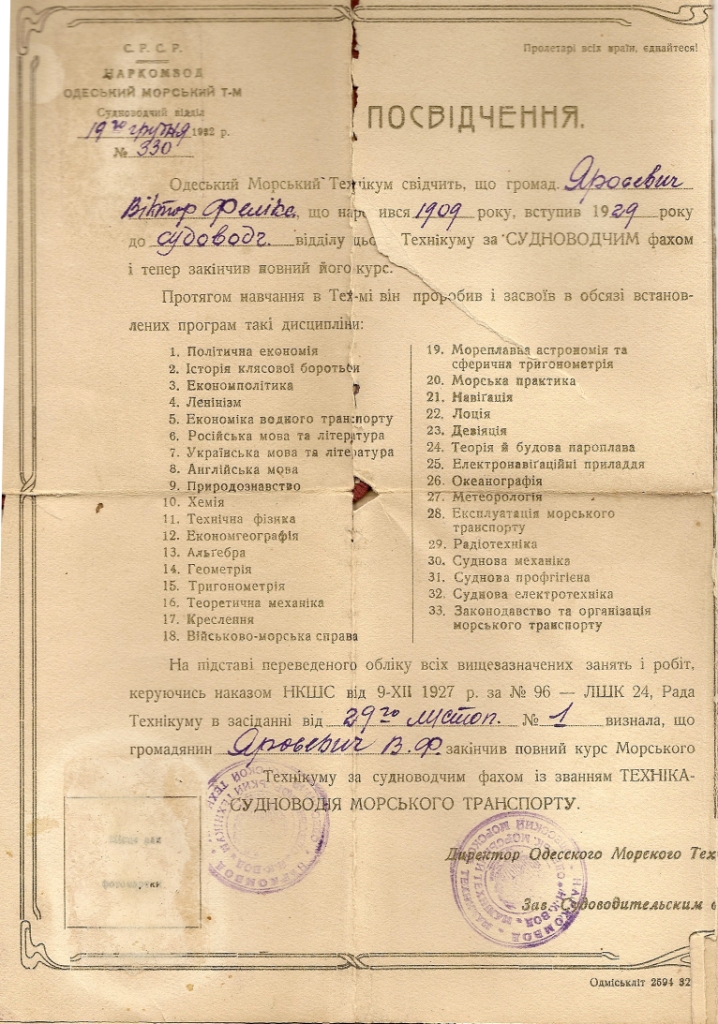 С. Р. С. Р.
НАРКОМВОД
ОДЕСЬКИЙ МОРСЬКИЙ Т-М
Судноводчий відділ
19го грудня 1932 р.
№ 330
Пролетарі всіх країн, єднайтеся!
ПОСВІДЧЕННЯ.
Одеський Морський Технікум свідчить, що громад. Яросевич
Віктор Фелікс., що народився 1909 року, вступив 1929 року
до судоводч. відділу цього Технікуму за СУДНОВОДЧИМ фахом
і тепер закінчив повний його курс.
Протягом навчання в Тех-мі він проробив і засвоїв в обсязі встанов-
лених програм такі дисципліни:
1. Політична економія
2. Історія клясової боротьби
3. Економполітика
4. Ленінізм
5. Економіка водного транспорту
6. Російська мова та література
7. Українська мова та література
8. Англійська мова
9. Природознавство
10. Хемія
11. Технічна фізика
12. Економгеографія
13. Альґебра
14. Геометрія
15. Тригонометрія
16. Теоретична механіка
17. Креслення
18. Військово-морська справа
19. Мореплавна астрономія та
сферична тригонометрія
20. Морська практика
21. Навіґація
22. Лоція
23. Девіяція
24. Теорія й будова пароплава
25. Електронавіґаційні приладдя
26. Океанографія
27. Метеорологія
28. Експлуатація морського
транспорту
29. Радіотехніка
30. Суднова механіка
31. Суднова профгігієна
32. Суднова електротехніка
33. Законодавство та організація
морського транспорту
На підставі переведеного обліку всіх вищезазначених занять і робіт,
керуючись наказом НКШС від 9-XII 1927 р. за № 96 — ЛШК 24, Рада
Технікуму в засіданні від 29го листоп. № 1 визнала, що
громадянин Яросевич В. Ф. закінчив повний курс Морського
Технікуму за судноводчим фахом із званням ТЕХНІКА-
СУДНОВОДІЯ МОРСЬКОГО ТРАНСПОРТУ.
Місце для
фотокартки
НАРКОМВОД
НАРКОМВОД
Директор Одесского Морского Тех
Зав. Судоводительским
Одміськліт 2594 32